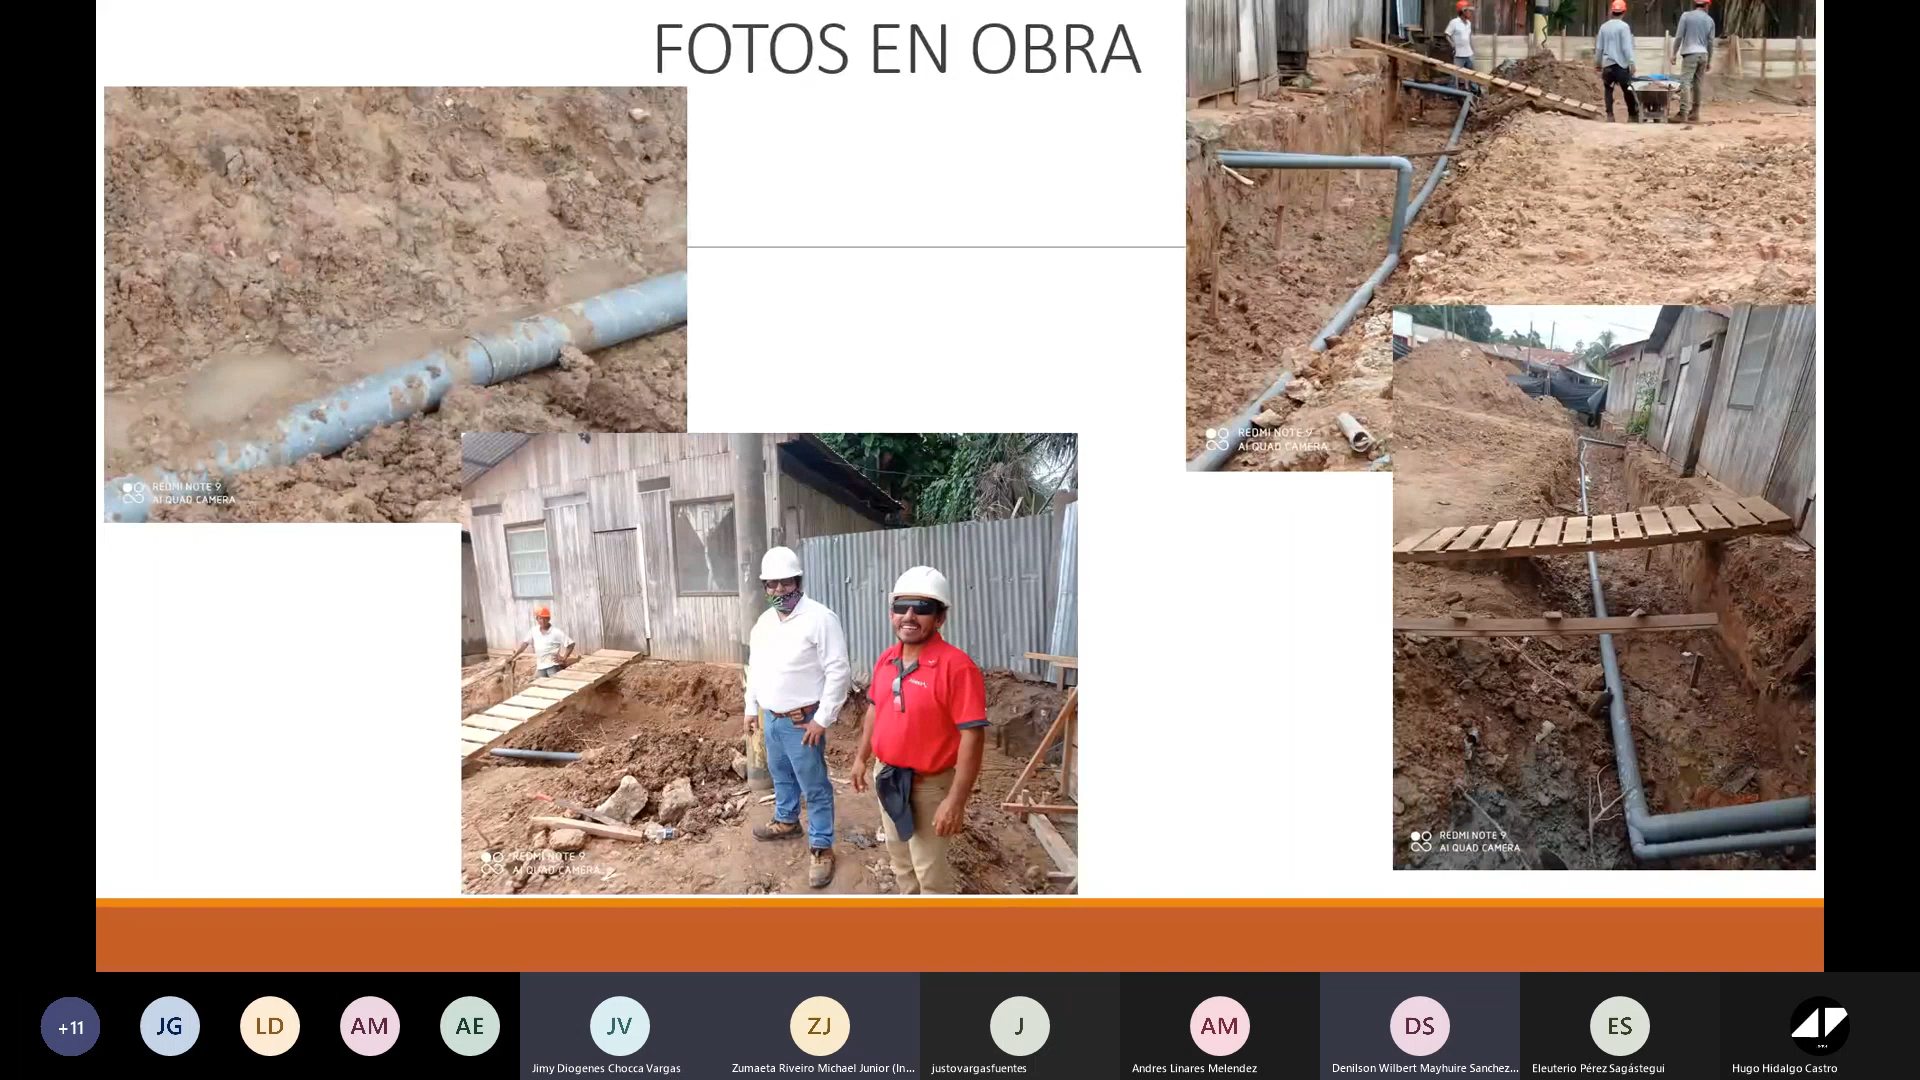 FOTOS EN OBRA
REDMI NOTE 9
AI QUAD CAMERA
REDMI NOTE 9
AI QUAD CAMERA
REDMI NOTE 9
AI QUAD CAMERA
REDMI NOTE 9
AI QUAD CAMERA
+11
JG
LD
AM
AE
JV
ZJ
J
AM
DS
ES
Jimy Diogenes Chocca Vargas
Zumaeta Riveiro Michael Junior (In...
justovargasfuentes
Andres Linares Melendez
Denilson Wilbert Mayhuire Sanchez...
Eleuterio Pérez Sagástegui
Hugo Hidalgo Castro